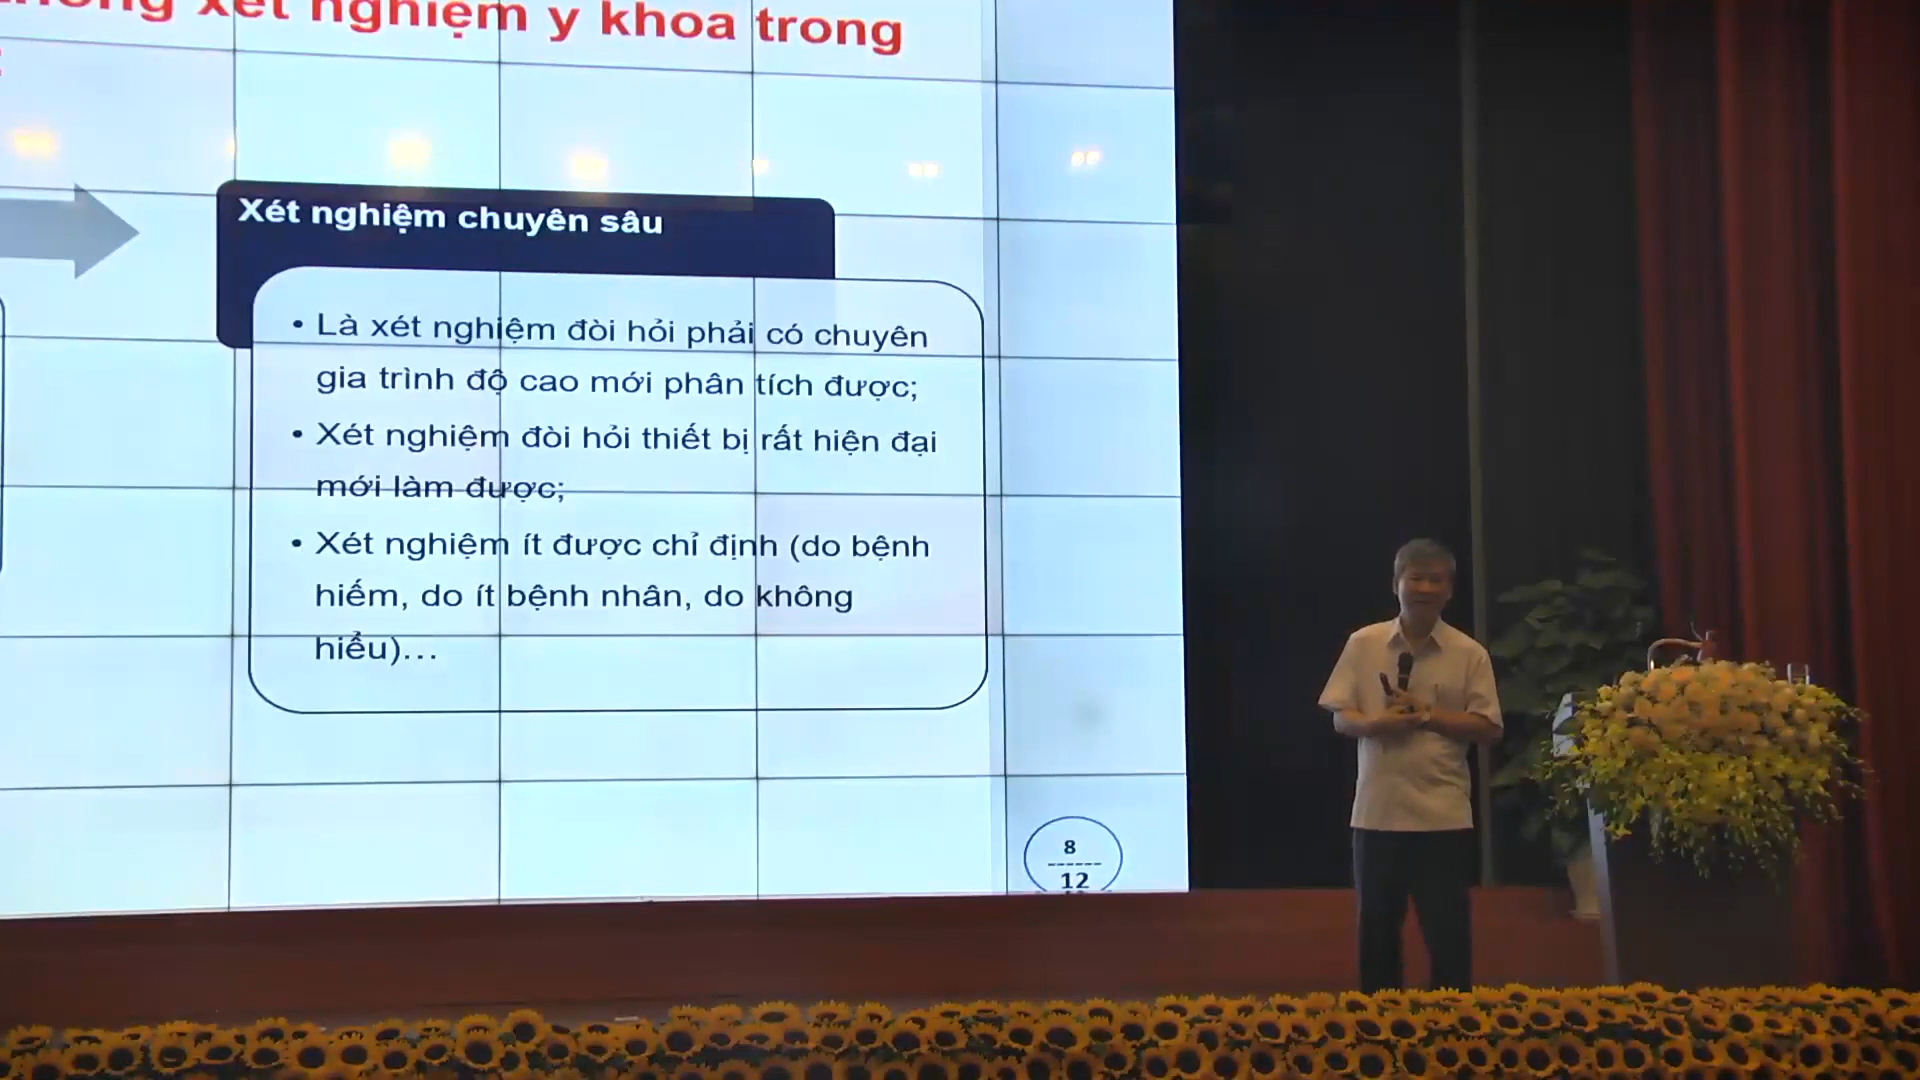 xét nghiệm y khoa trong
Xét nghiệm chuyên sâu
• Là xét nghiệm đòi hỏi phải có chuyên
gia trình độ cao mới phân tích được;
• Xét nghiệm đòi hỏi thiết bị rất hiện đại
mới làm được;
• Xét nghiệm ít được chỉ định (do bệnh
hiếm, do ít bệnh nhân, do không
hiểu)...
8
------
12